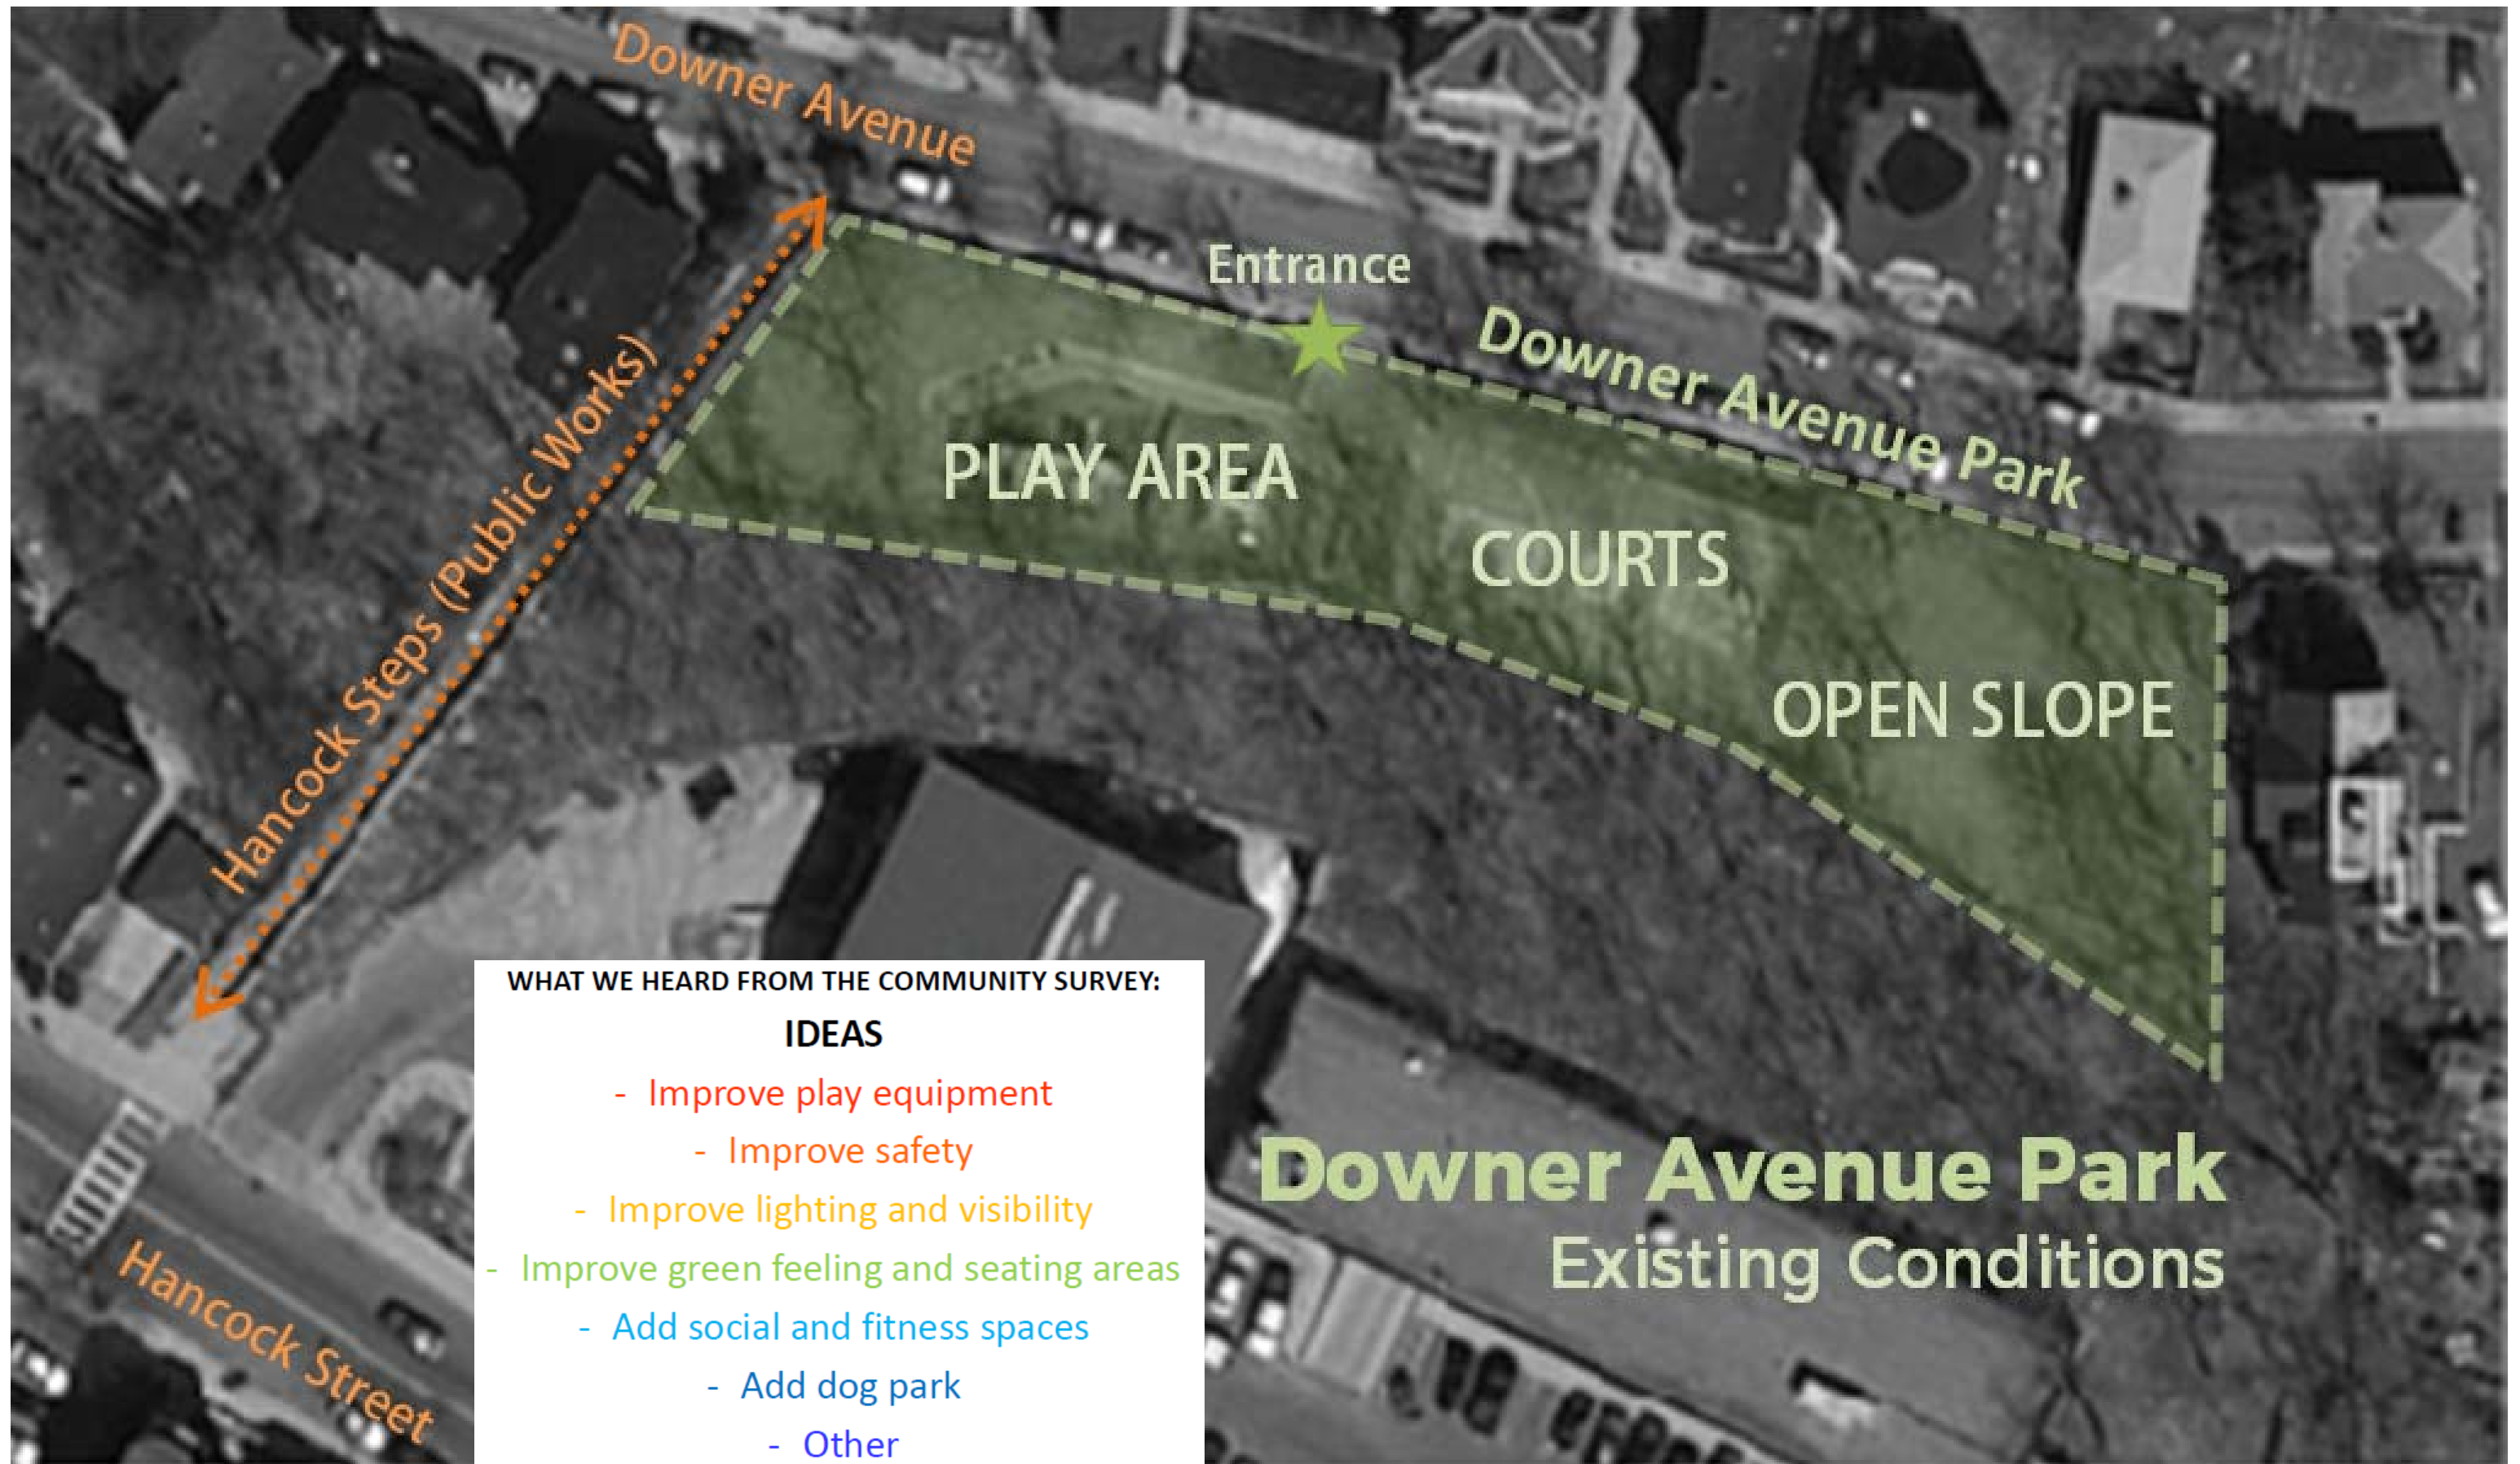 Downer Avenue
Entrance
Downer Avenue Park
Hancock Steps (Public Works)
PLAY AREA
COURTS
OPEN SLOPE
WHAT WE HEARD FROM THE COMMUNITY SURVEY:
IDEAS
- Improve play equipment
- Improve safety
- Improve lighting and visibility
- Improve green feeling and seating areas
- Add social and fitness spaces
- Add dog park
- Other
Downer Avenue Park
Existing Conditions
Hancock Street